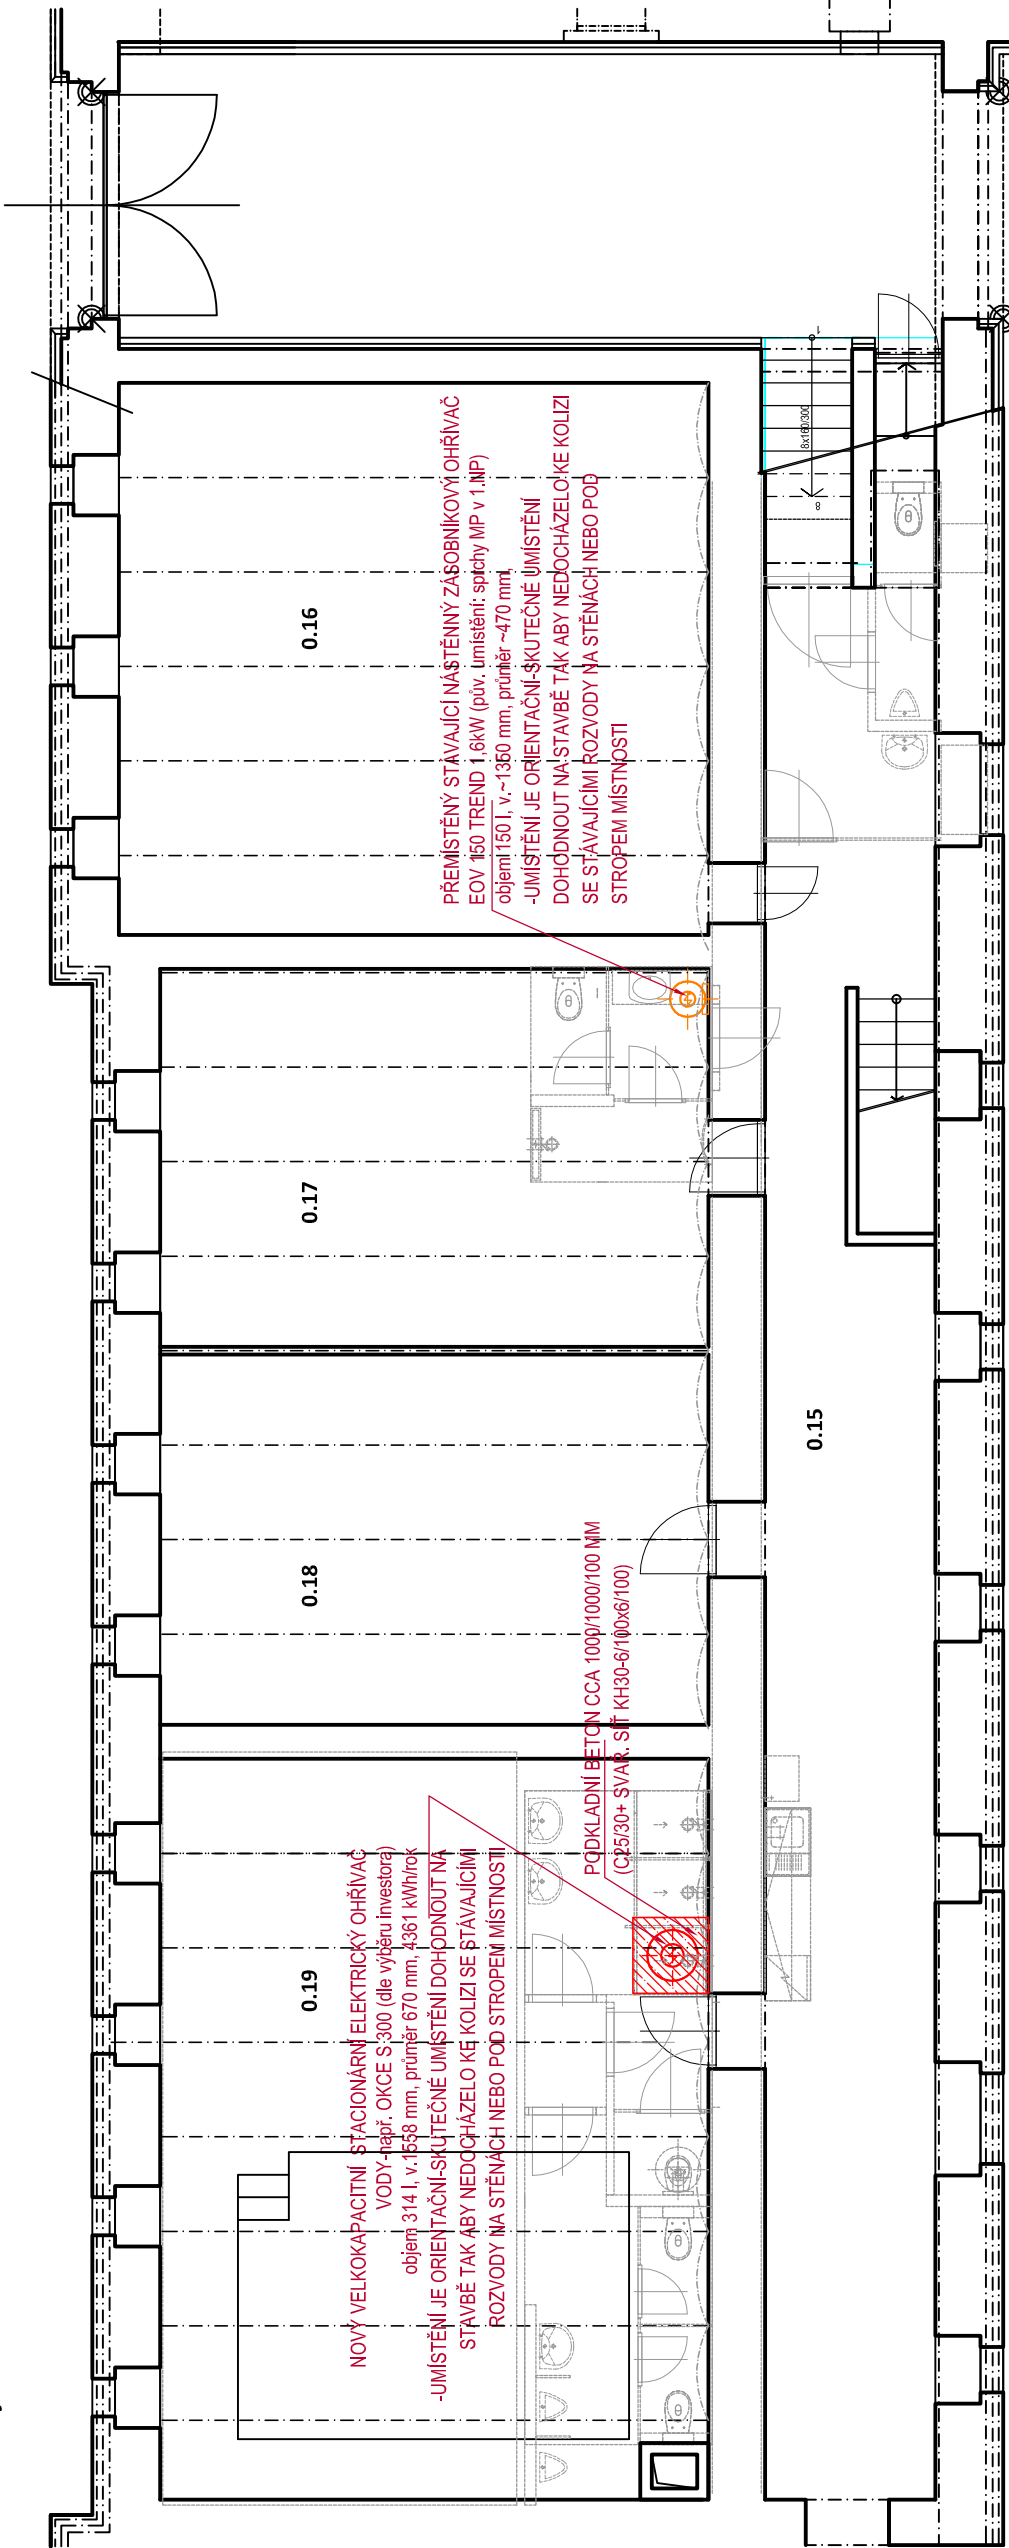 0.16
PŘEMÍSTĚNÝ STÁVAJÍCÍ NÁSTĚNNÝ ZÁSOBNÍKOVÝ OHŘÍVAČ
EOV 150 TREND 1,6kW (pův. umístění: sprchy MP v 1.NP)
objem 150 l, v.~1350 mm, průměr ~470 mm,
-UMÍSTĚNÍ JE ORIENTAČNÍ-SKUTEČNÉ UMÍSTĚNÍ
DOHODNOUT NA STAVBĚ TAK ABY NEDOCHÁZELO KE KOLIZI
SE STÁVAJÍCÍMI ROZVODY NA STĚNÁCH NEBO POD
STROPEM MÍSTNOSTI
1
8x160/300
8
0.17
0.18
0.15
PODKLADNÍ BETON CCA 1000/1000/100 MM
(C25/30+ SVAŘ. SÍŤ KH30-6/100x6/100)
0.19
NOVÝ VELKOKAPACITNÍ STACIONÁRNÍ ELEKTRICKÝ OHŘÍVAČ
VODY-např. OKCE S 300 (dle výběru investora)
objem 314 l, v.1558 mm, průměr 670 mm, 4361 kWh/rok
-UMÍSTĚNÍ JE ORIENTAČNÍ-SKUTEČNÉ UMÍSTĚNÍ DOHODNOUT NA
STAVBĚ TAK ABY NEDOCHÁZELO KE KOLIZI SE STÁVAJÍCÍMI
ROZVODY NA STĚNÁCH NEBO POD STROPEM MÍSTNOSTI